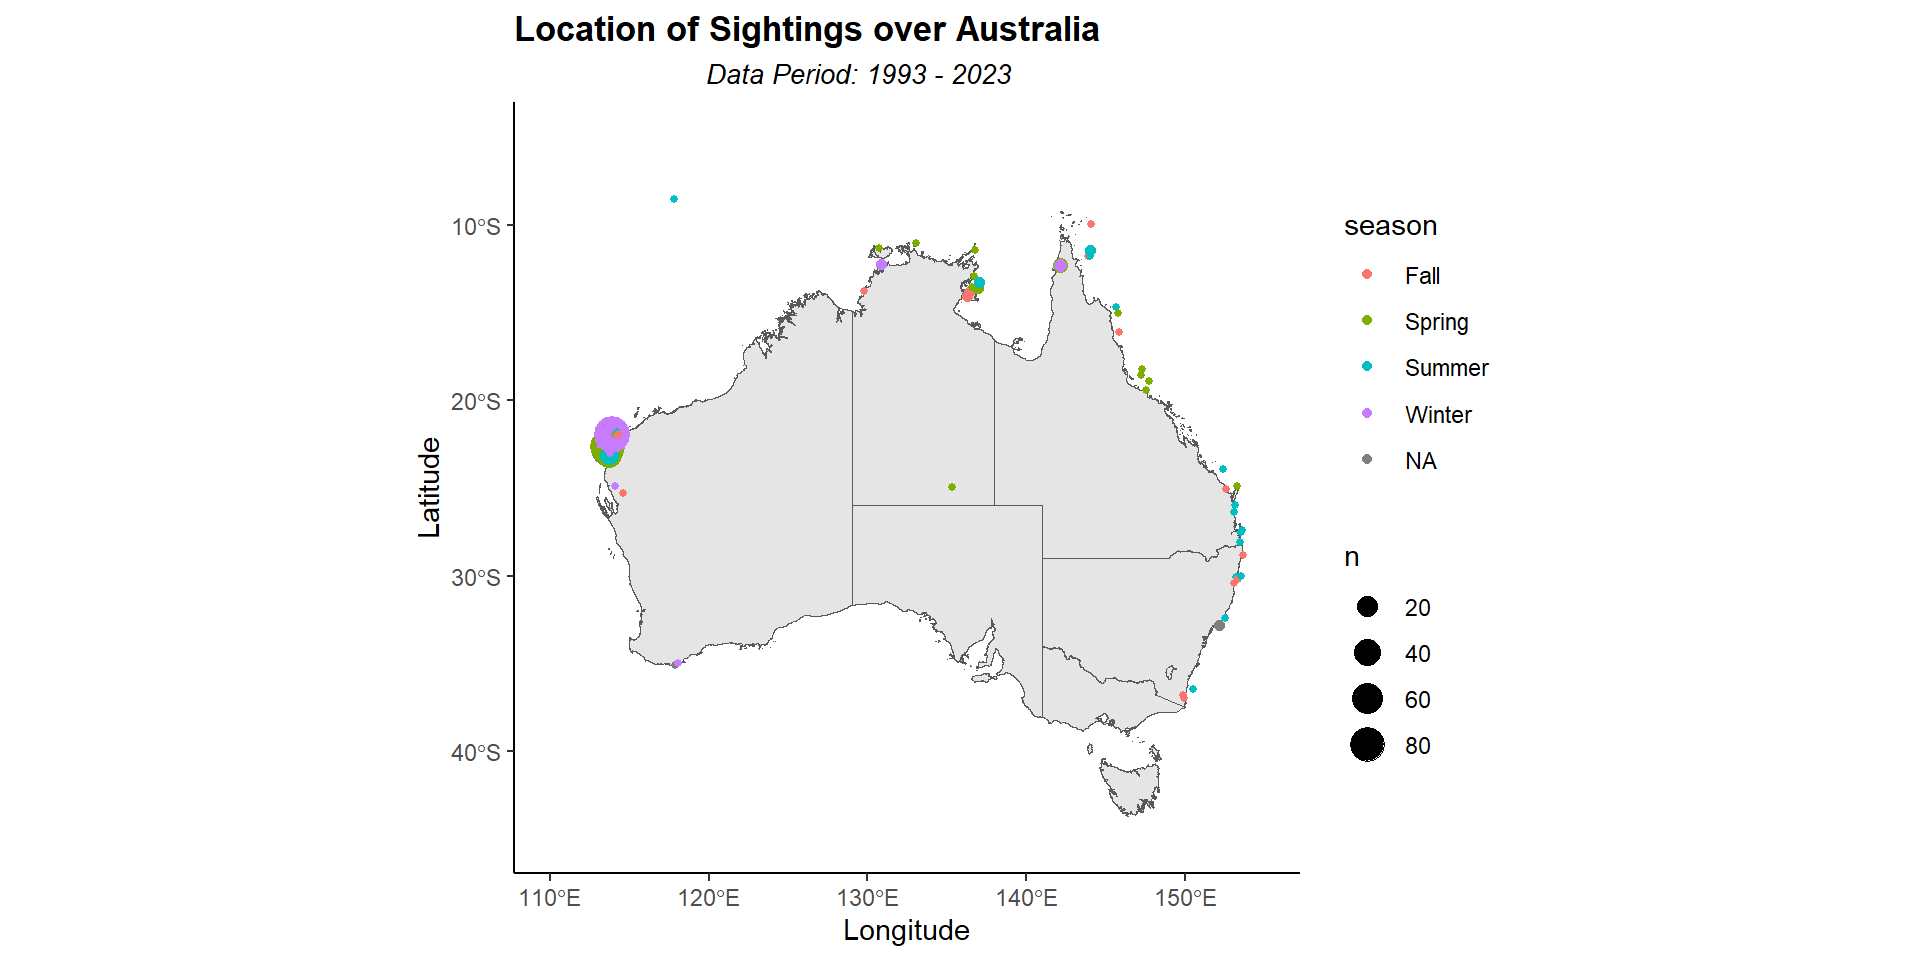 Location of Sightings over Australia
Data Period: 1993 - 2023
10°S
20°S
30°S
40°S
Latitude
110°E
120°E
130°E
140°E
150°E
Longitude
season
Fall
Spring
Summer
Winter
NA
n
20
40
60
80